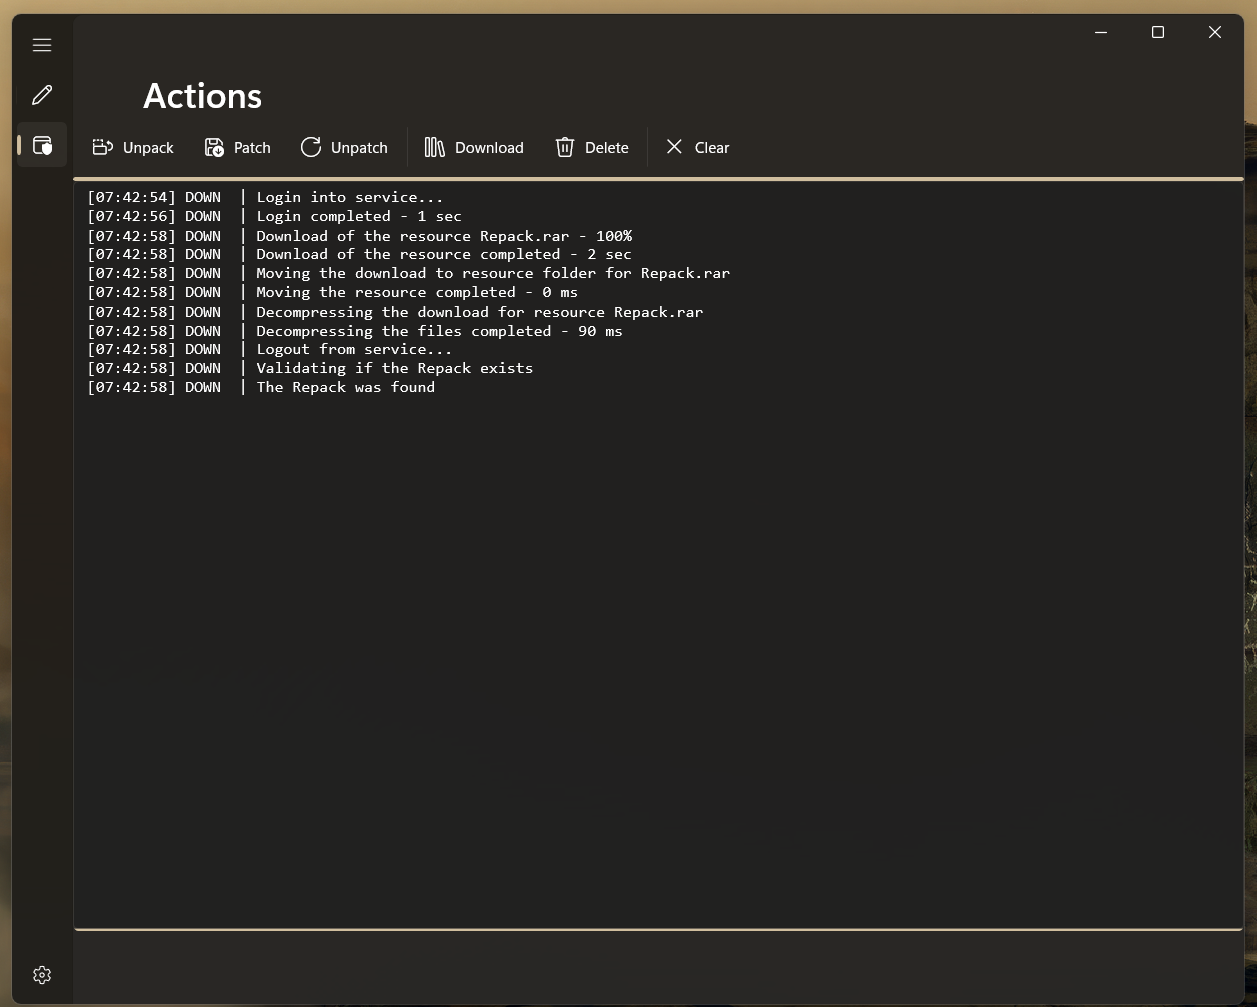 Actions
Unpack Patch Unpatch Download Delete Clear
[07:42:54] DOWN | Login into service...
[07:42:56] DOWN | Login completed - 1 sec
[07:42:58] DOWN | Download of the resource Repack.rar - 100%
[07:42:58] DOWN | Download of the resource completed - 2 sec
[07:42:58] DOWN | Moving the download to resource folder for Repack.rar
[07:42:58] DOWN | Moving the resource completed - 0 ms
[07:42:58] DOWN | Decompressing the download for resource Repack.rar
[07:42:58] DOWN | Decompressing the files completed - 90 ms
[07:42:58] DOWN | Logout from service...
[07:42:58] DOWN | Validating if the Repack exists
[07:42:58] DOWN | The Repack was found